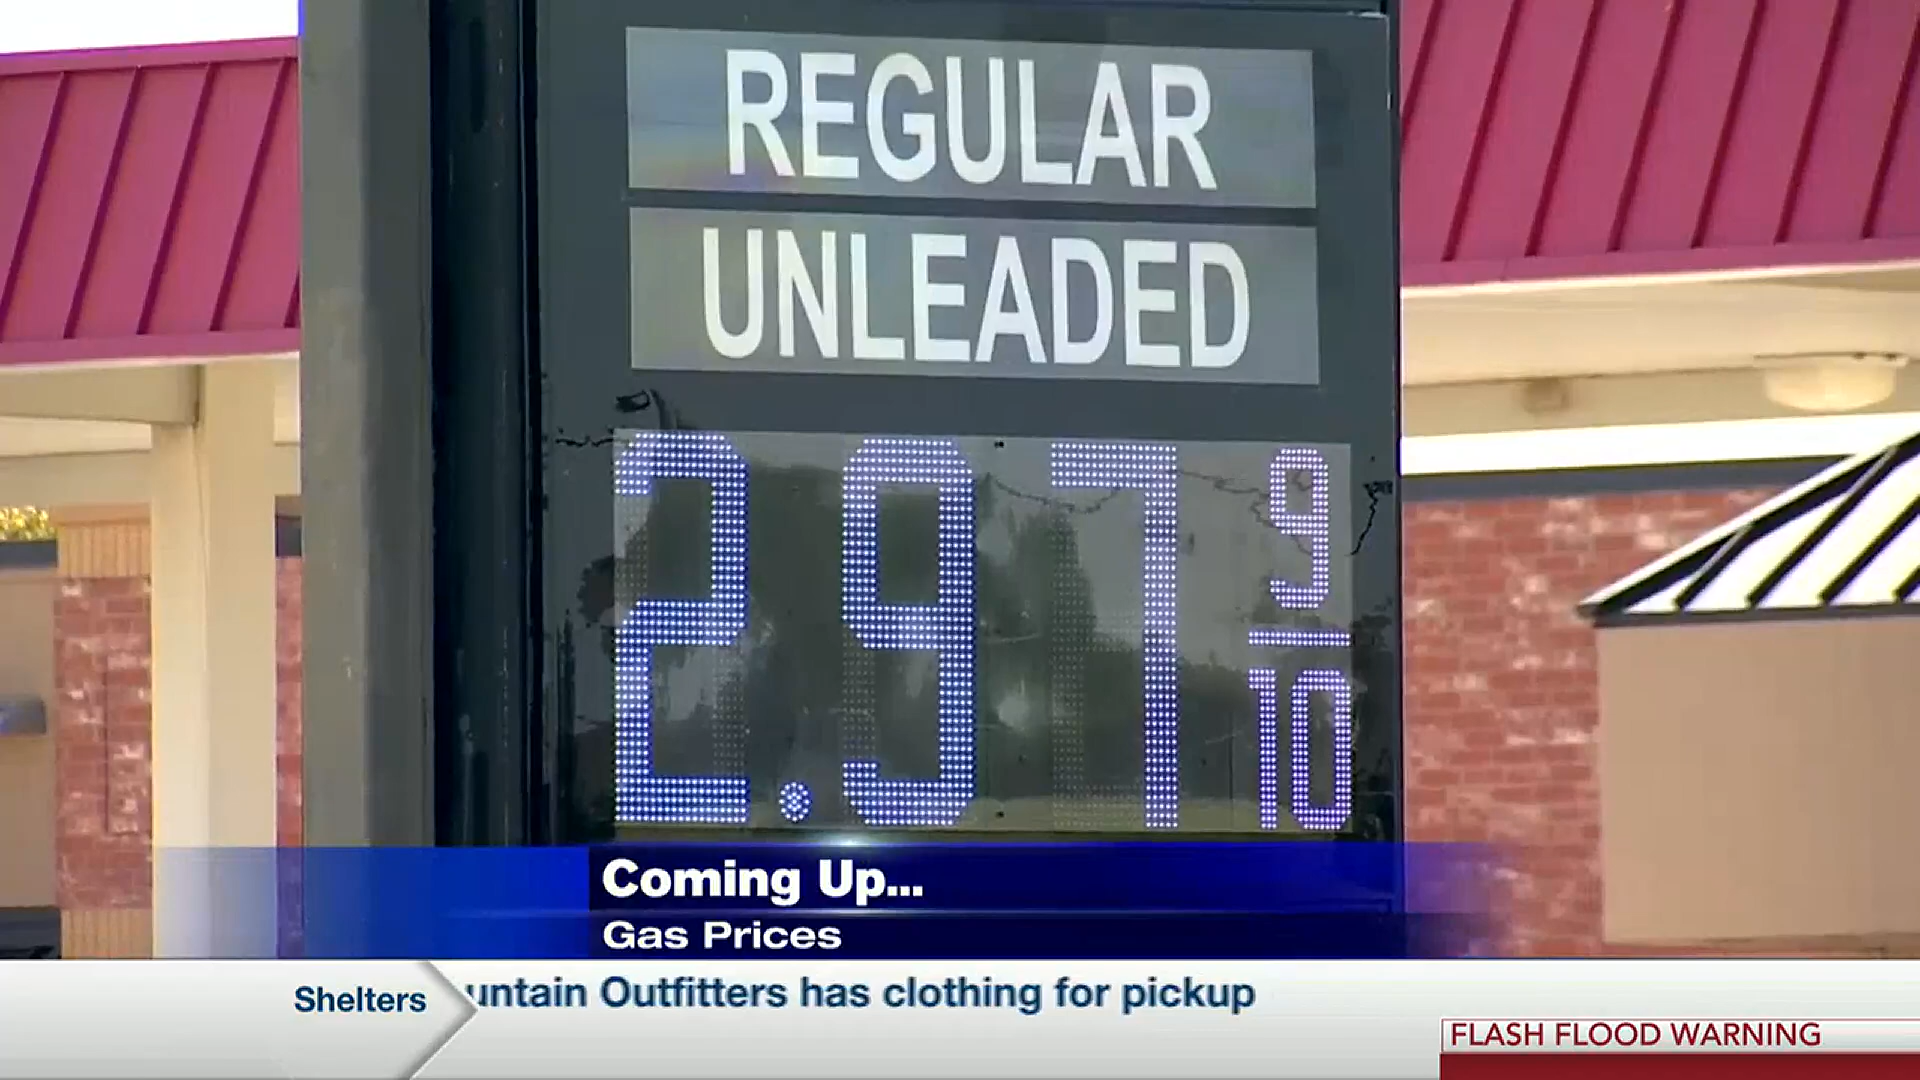 REGULAR
UNLEADED
2.97 9/10
Coming Up...
Gas Prices
Shelters
untain Outfitters has clothing for pickup
FLASH FLOOD WARNING